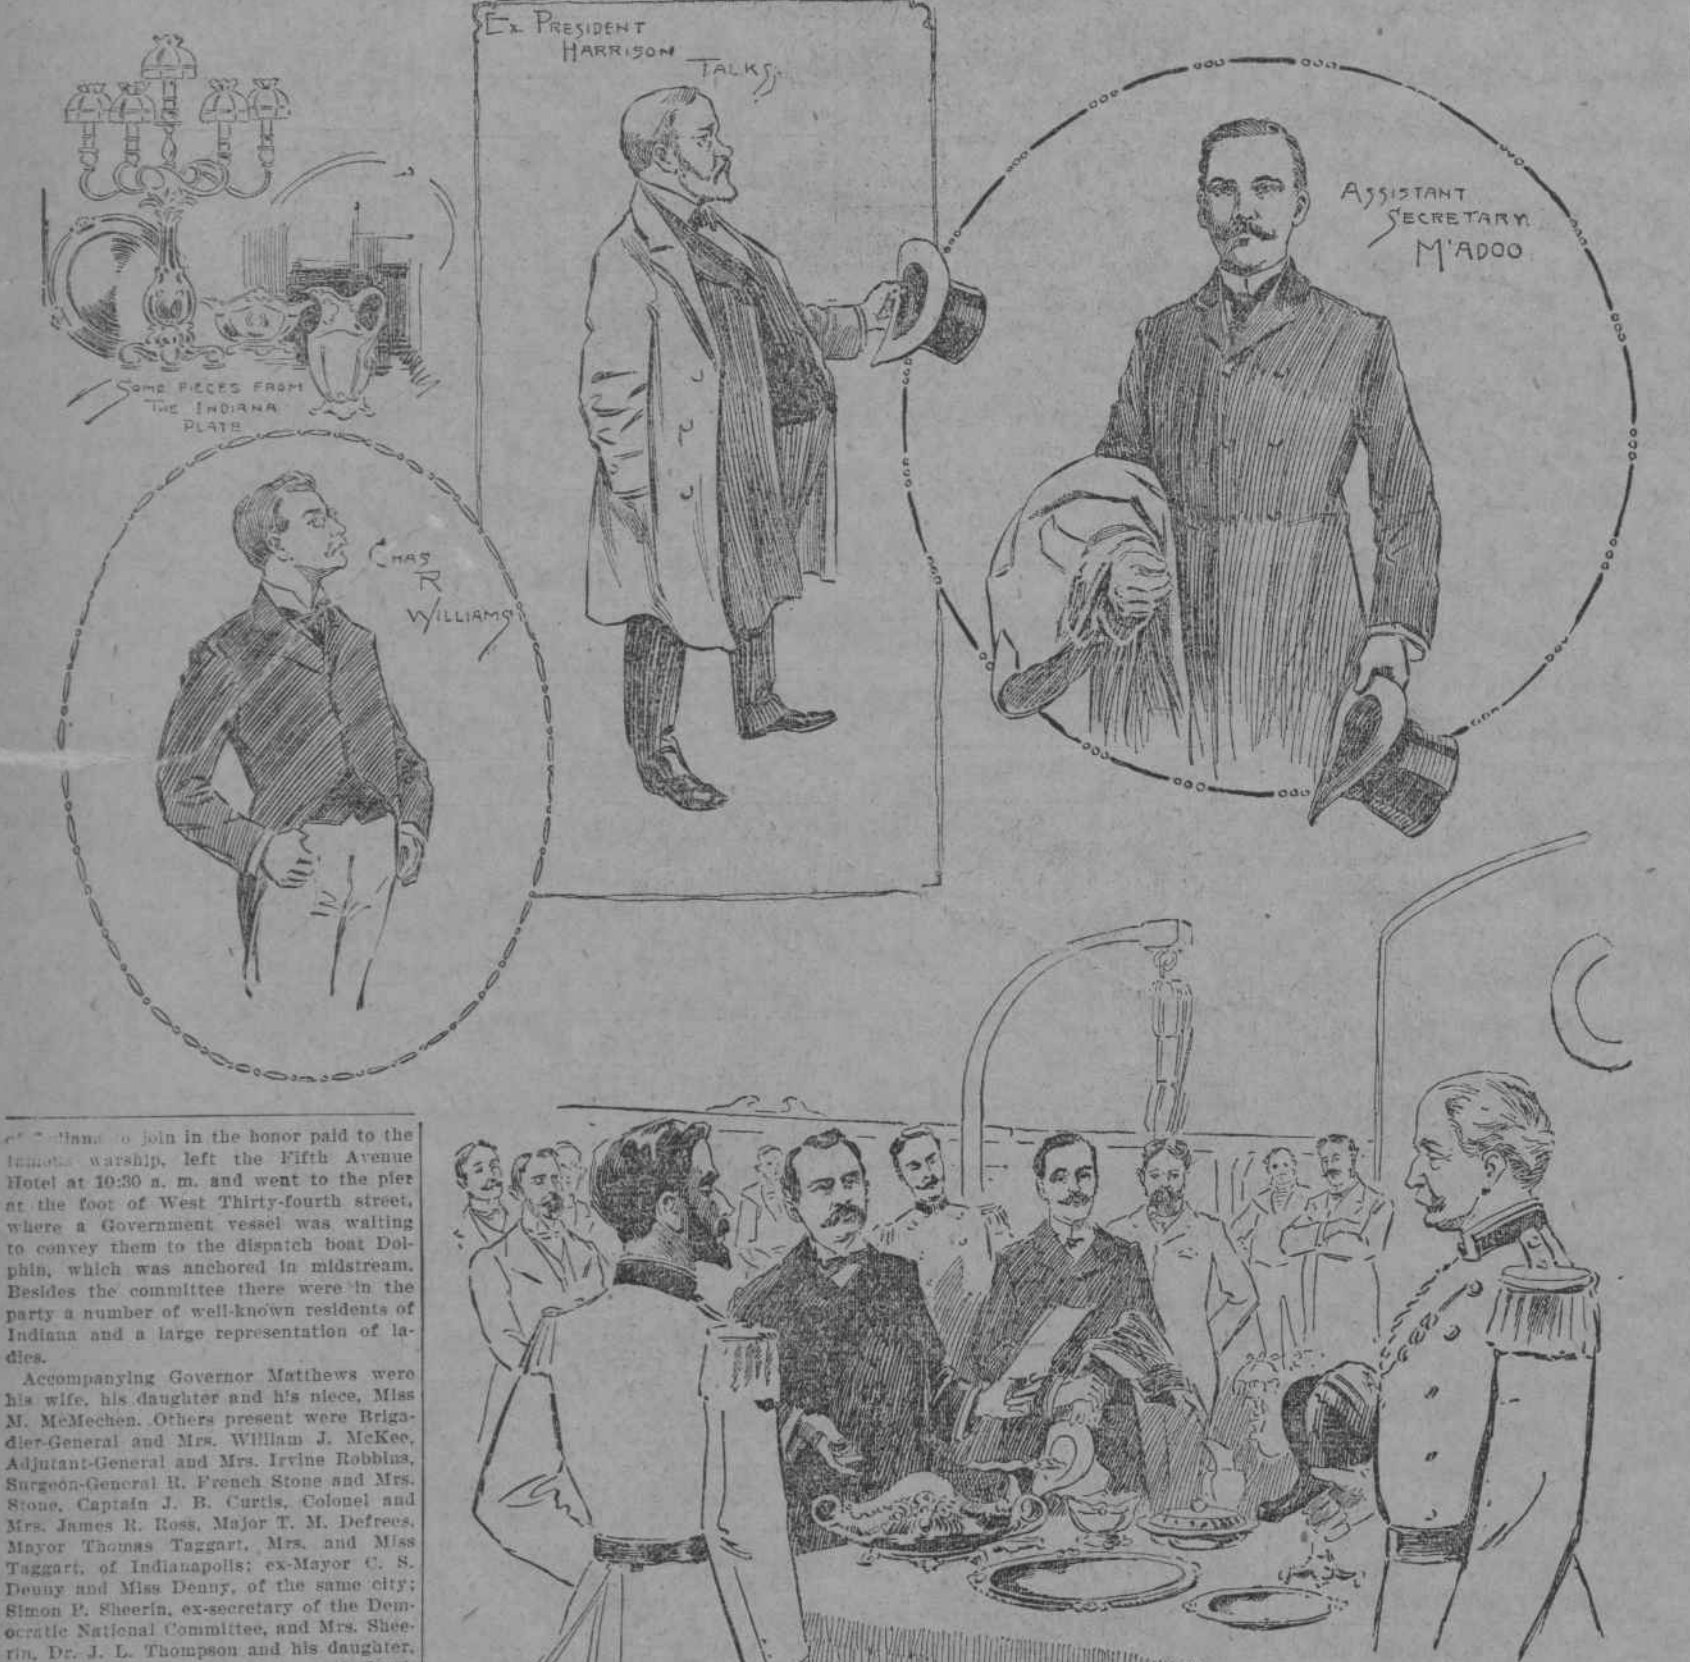 Ex PRESIDENT
HARRISON
TALKS.
ASSISTANT
SECRETARY
M'ADOO
SOME PIECES FROM
THE INDIANA
PLATE
CHAS
R
WILLIAMS
to join in the honor paid to the
famous warship, left the Fifth Avenue
Hotel at 10:30 a. m. and went to the pier
at the foot of West Thirty-fourth street,
where a Government vessel was waiting
to convey them to the dispatch boat Dol-
phin, which was anchored in midstream.
Besides the committee there were in the
party a number of well-known residents of
Indiana and a large representation of la-
dies.
Accompanying Governor Matthews were
his wife, his daughter and his niece, Miss
M. McMechen. Others present were Briga-
dier-General and Mrs. William J. McKee,
Adjutant-General and Mrs. Irvine Robbins,
Surgeon-General R. French Stone and Mrs.
Stone, Captain J. B. Curtis, Colonel and
Mrs. James R. Ross, Major T. M. Defrees,
Mayor Thomas Taggart, Mrs. and Miss
Taggart, of Indianapolis; ex-Mayor C. S.
Denny and Miss Denny, of the same city;
Simon P. Sheerin, ex-secretary of the Dem-
ocratic National Committee, and Mrs. Shee-
rin, Dr. J. L. Thompson and his daughter,